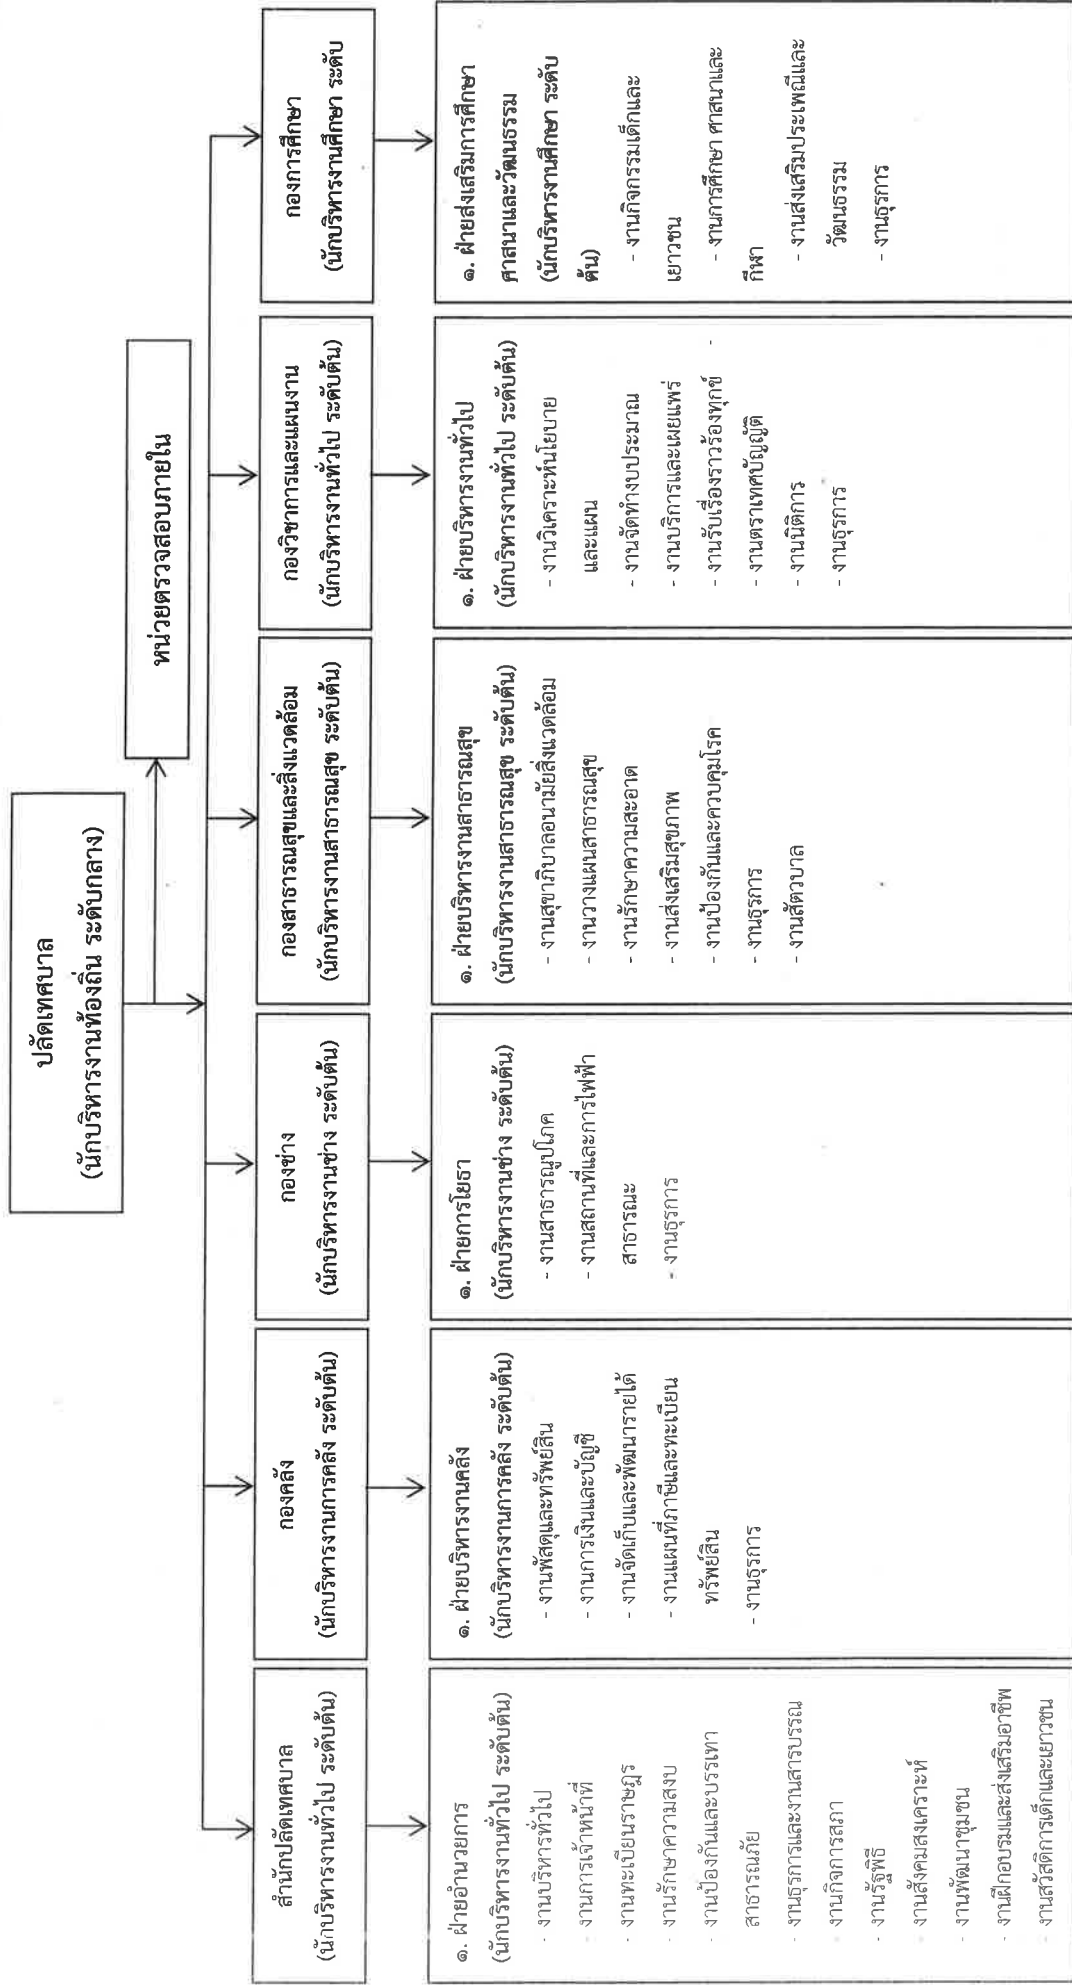 ปลัดเทศบาล
(นักบริหารงานท้องถิ่น ระดับกลาง)
หน่วยตรวจสอบภายใน
สำนักปลัดเทศบาล
(นักบริหารงานทั่วไป ระดับต้น)
กองคลัง
(นักบริหารงานการคลัง ระดับต้น)
กองช่าง
(นักบริหารงานช่าง ระดับต้น)
กองสาธารณสุขและสิ่งแวดล้อม
(นักบริหารงานสาธารณสุข ระดับต้น)
กองวิชาการและแผนงาน
(นักบริหารงานทั่วไป ระดับต้น)
กองการศึกษา
(นักบริหารงานศึกษา ระดับ
๑. ฝ่ายอำนวยการ
(นักบริหารงานทั่วไป ระดับต้น)
- งานบริหารทั่วไป
- งานการเจ้าหน้าที่
- งานทะเบียนราษฎร
- งานรักษาความสงบ
- งานป้องกันและบรรเทา
สาธารณภัย
- งานธุรการและงานสารบรรณ
- งานกิจการสภา
- งานรัฐพิธี
- งานสังคมสงเคราะห์
- งานพัฒนาชุมชน
- งานฝึกอบรมและส่งเสริมอาชีพ
- งานสวัสดิการเด็กและเยาวชน
๑. ฝ่ายบริหารงานคลัง
(นักบริหารงานการคลัง ระดับต้น)
- งานพัสดุและทรัพย์สิน
- งานการเงินและบัญชี
- งานจัดเก็บและพัฒนารายได้
- งานแผนที่ภาษีและทะเบียน
ทรัพย์สิน
- งานธุรการ
๑. ฝ่ายการโยธา
(นักบริหารงานช่าง ระดับต้น)
- งานสาธารณูปโภค
- งานสถานที่และการไฟฟ้า
สาธารณะ
- งานธุรการ
๑. ฝ่ายบริหารงานสาธารณสุข
(นักบริหารงานสาธารณสุข ระดับต้น)
- งานสุขาภิบาลอนามัยสิ่งแวดล้อม
- งานวางแผนสาธารณสุข
- งานรักษาความสะอาด
- งานส่งเสริมสุขภาพ
- งานป้องกันและควบคุมโรค
- งานธุรการ
- งานสัตวบาล
๑. ฝ่ายบริหารงานทั่วไป
(นักบริหารงานทั่วไป ระดับต้น)
- งานวิเคราะห์นโยบาย
และแผน
- งานจัดทำงบประมาณ
- งานบริการและเผยแพร่
- งานรับเรื่องราวร้องทุกข์
- งานตราเทศบัญญัติ
- งานนิติการ
- งานธุรการ
๑. ฝ่ายส่งเสริมการศึกษา
ศาสนาและวัฒนธรรม
(นักบริหารงานศึกษา ระดับ
ต้น)
- งานกิจกรรมเด็กและ
เยาวชน
- งานการศึกษา ศาสนาและ
กีฬา
- งานส่งเสริมประเพณีและ
วัฒนธรรม
- งานธุรการ